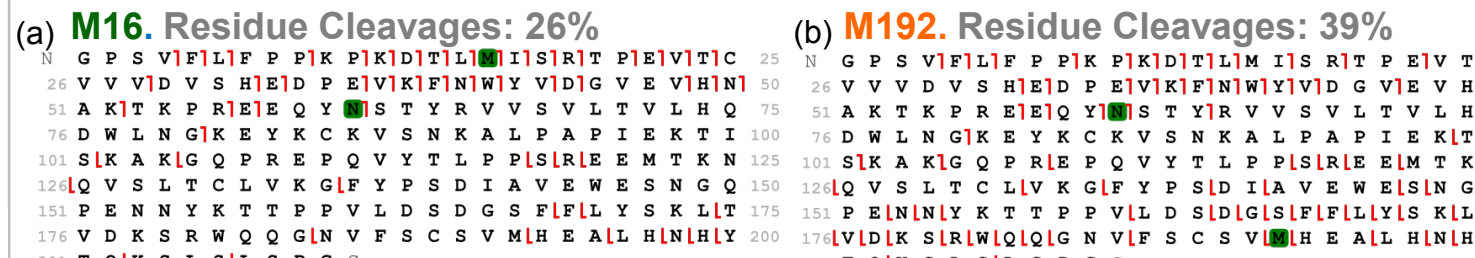 (a) M16. Residue Cleavages: 26%
N G P S V F L F P P K P K D T L M I S R T P E V T C 25
26 V V V D V S H E D P E V K F N W Y V D G V E V H N 50
51 A K T K P R E E Q Y N S T Y R V V S V L T V L H Q 75
76 D W L N G K E Y K C K V S N K A L P A P I E K T I 100
101 S K A K G Q P R E P Q V Y T L P P S R E E M T K N 125
126 Q V S L T C L V K G F Y P S D I A V E W E S N G Q 150
151 P E N N Y K T T P P V L D S D G S F F L Y S K L T 175
176 V D K S R W Q Q G N V F S C S V M H E A L H N H Y 200
(b) M192. Residue Cleavages: 39%
N G P S V F L F P P K P K D T L M I S R T P E V T
26 V V V D V S H E D P E V K F N W Y V D G V E V H
51 A K T K P R E E Q Y N S T Y R V V S V L T V L H
76 D W L N G K E Y K C K V S N K A L P A P I E K T
101 S K A K G Q P R E P Q V Y T L P P S R E E M T K
126 Q V S L T C L V K G F Y P S D I A V E W E S N G
151 P E N N Y K T T P P V L D S D G S F F L Y S K L
176 V D K S R W Q Q G N V F S C S V M H E A L H N H